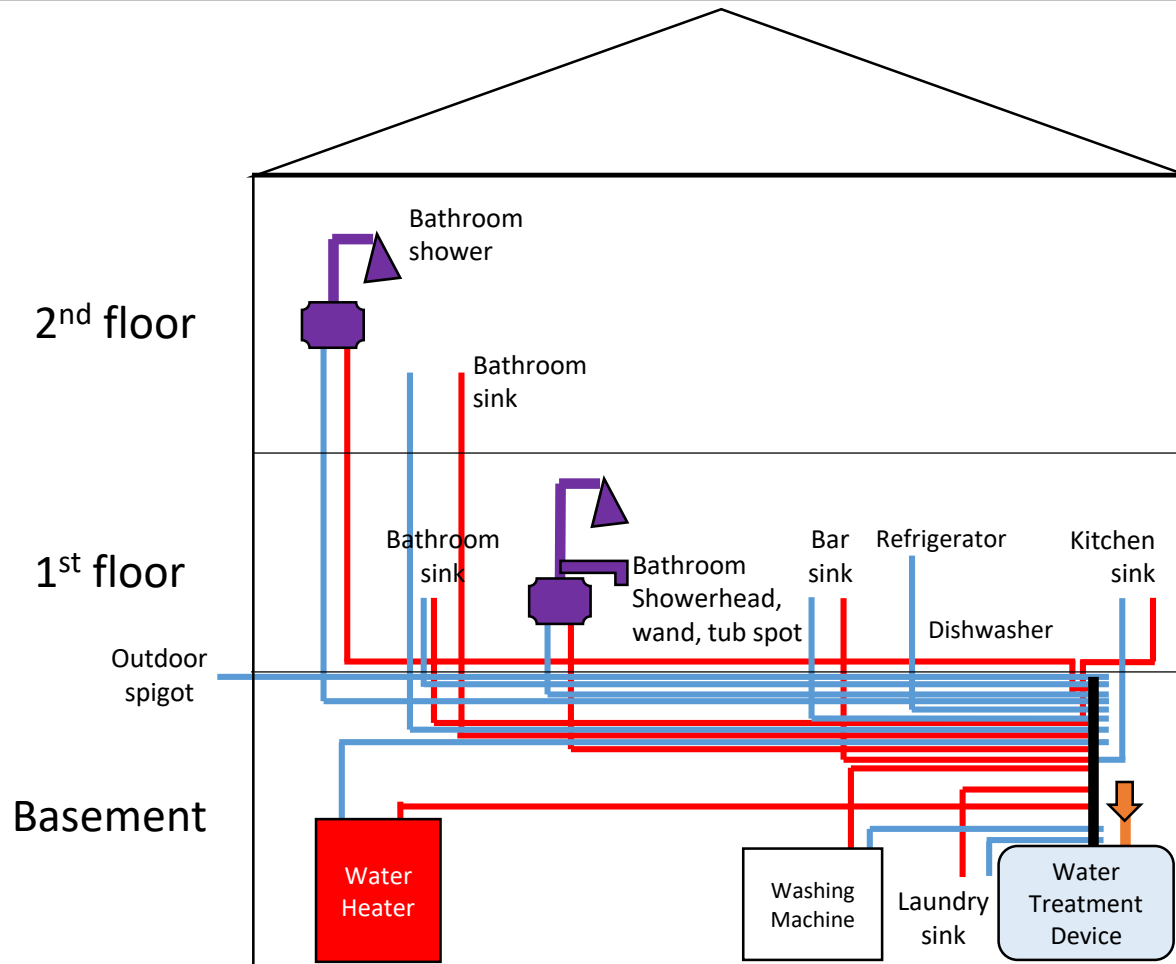 Bathroom
shower
2nd floor
Bathroom
sink
Bathroom
sink
1st floor
Bathroom
Showerhead,
wand, tub spot
Bar
sink
Refrigerator
Kitchen
sink
Dishwasher
Outdoor
spigot
Basement
Water
Heater
Washing
Machine
Laundry
sink
Water
Treatment
Device